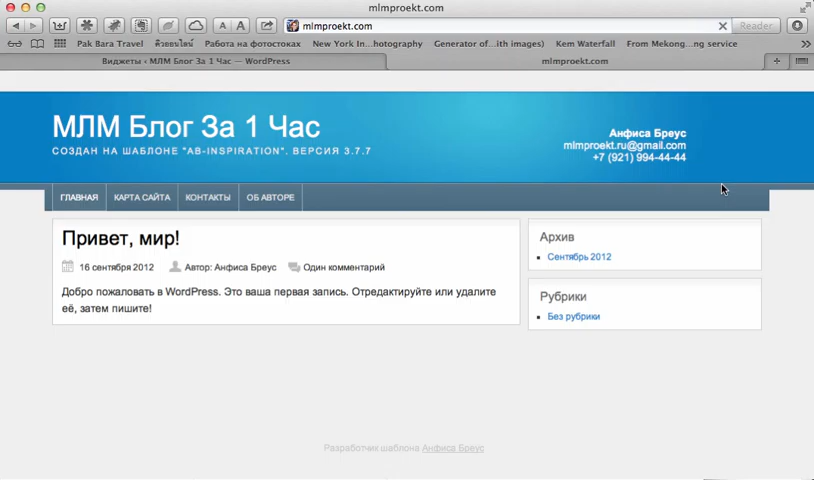 mlmproekt.com
A A
mlmproekt.com
Reader
Pak Bara Travel
Работа на фотостоках
New York In...hotography
Generator of...ith images)
Kem Waterfall
From Mekong...ng service
Виджеты ‹ МЛМ Блог За 1 Час — WordPress
mlmproekt.com
МЛМ Блог За 1 Час
СОЗДАН НА ШАБЛОНЕ "AB-INSPIRATION". ВЕРСИЯ 3.7.7
Анфиса Бреус
mlmproekt.ru@gmail.com
+7 (921) 994-44-44
ГЛАВНАЯ
КАРТА САЙТА
КОНТАКТЫ
ОБ АВТОРЕ
Привет, мир!
16 сентября 2012
Автор: Анфиса Бреус
Один комментарий
Добро пожаловать в WordPress. Это ваша первая запись. Отредактируйте или удалите
её, затем пишите!
Архив
Сентябрь 2012
Рубрики
Без рубрики
Разработчик шаблона Анфиса Бреус